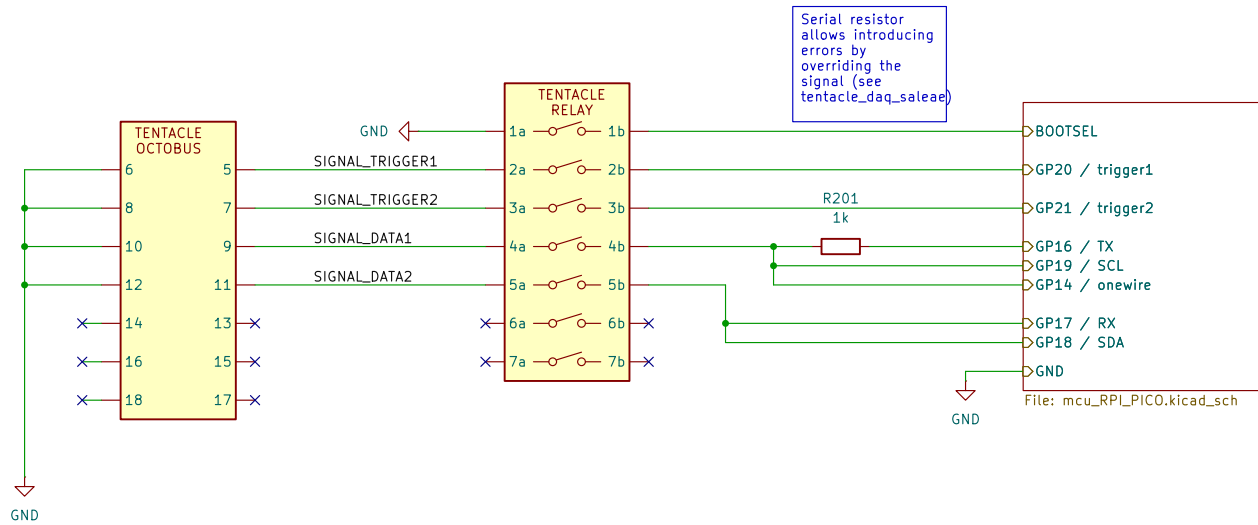 Serial resistor
allows introducing
errors by
overriding the
signal (see
tentacle_daq_saleae)
TENTACLE
OCTOBUS
6 5
8 7
10 9
12 11
14 13
16 15
18 17
GND
SIGNAL_TRIGGER1
SIGNAL_TRIGGER2
SIGNAL_DATA1
SIGNAL_DATA2
GND
TENTACLE
RELAY
1a 1b
2a 2b
3a 3b
4a 4b
5a 5b
6a 6b
7a 7b
R201
1k
BOOTSEL
GP20 / trigger1
GP21 / trigger2
GP16 / TX
GP19 / SCL
GP14 / onewire
GP17 / RX
GP18 / SDA
GND
GND
File: mcu_RPI_PICO.kicad_sch